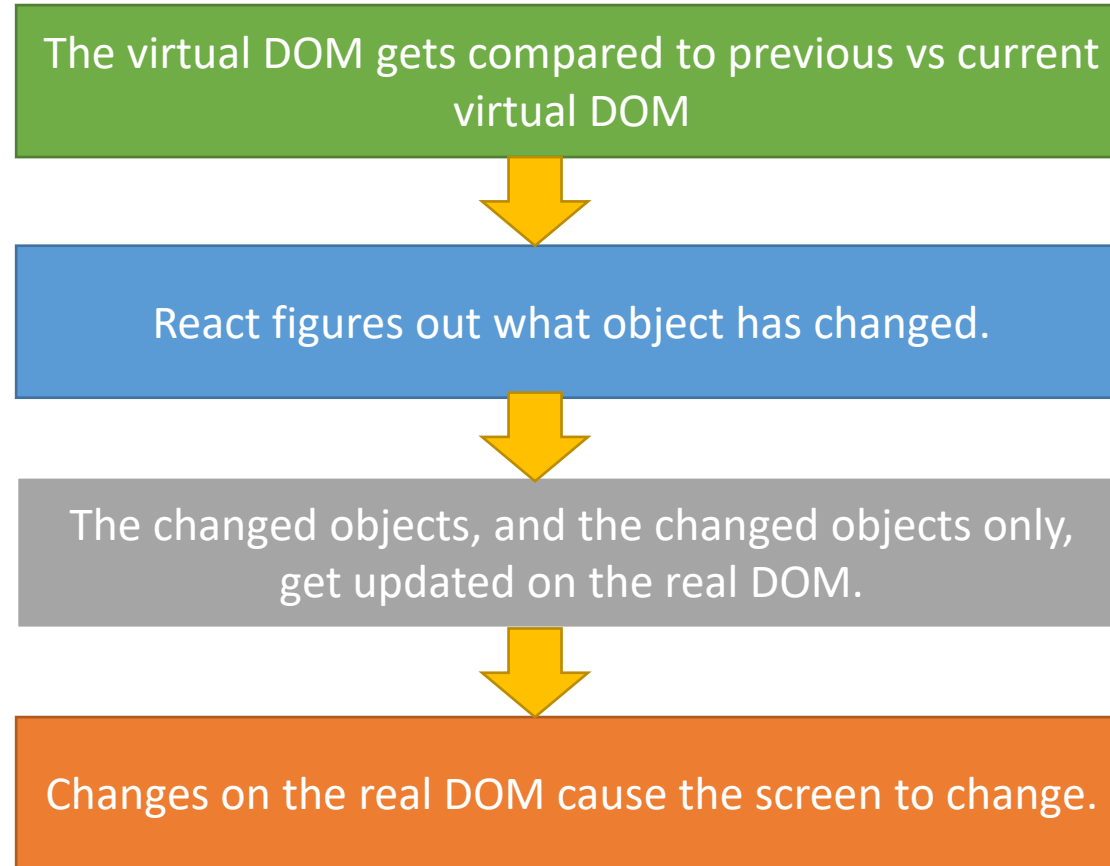 The virtual DOM gets compared to previous vs current
virtual DOM
React figures out what object has changed.
The changed objects, and the changed objects only,
get updated on the real DOM.
Changes on the real DOM cause the screen to change.